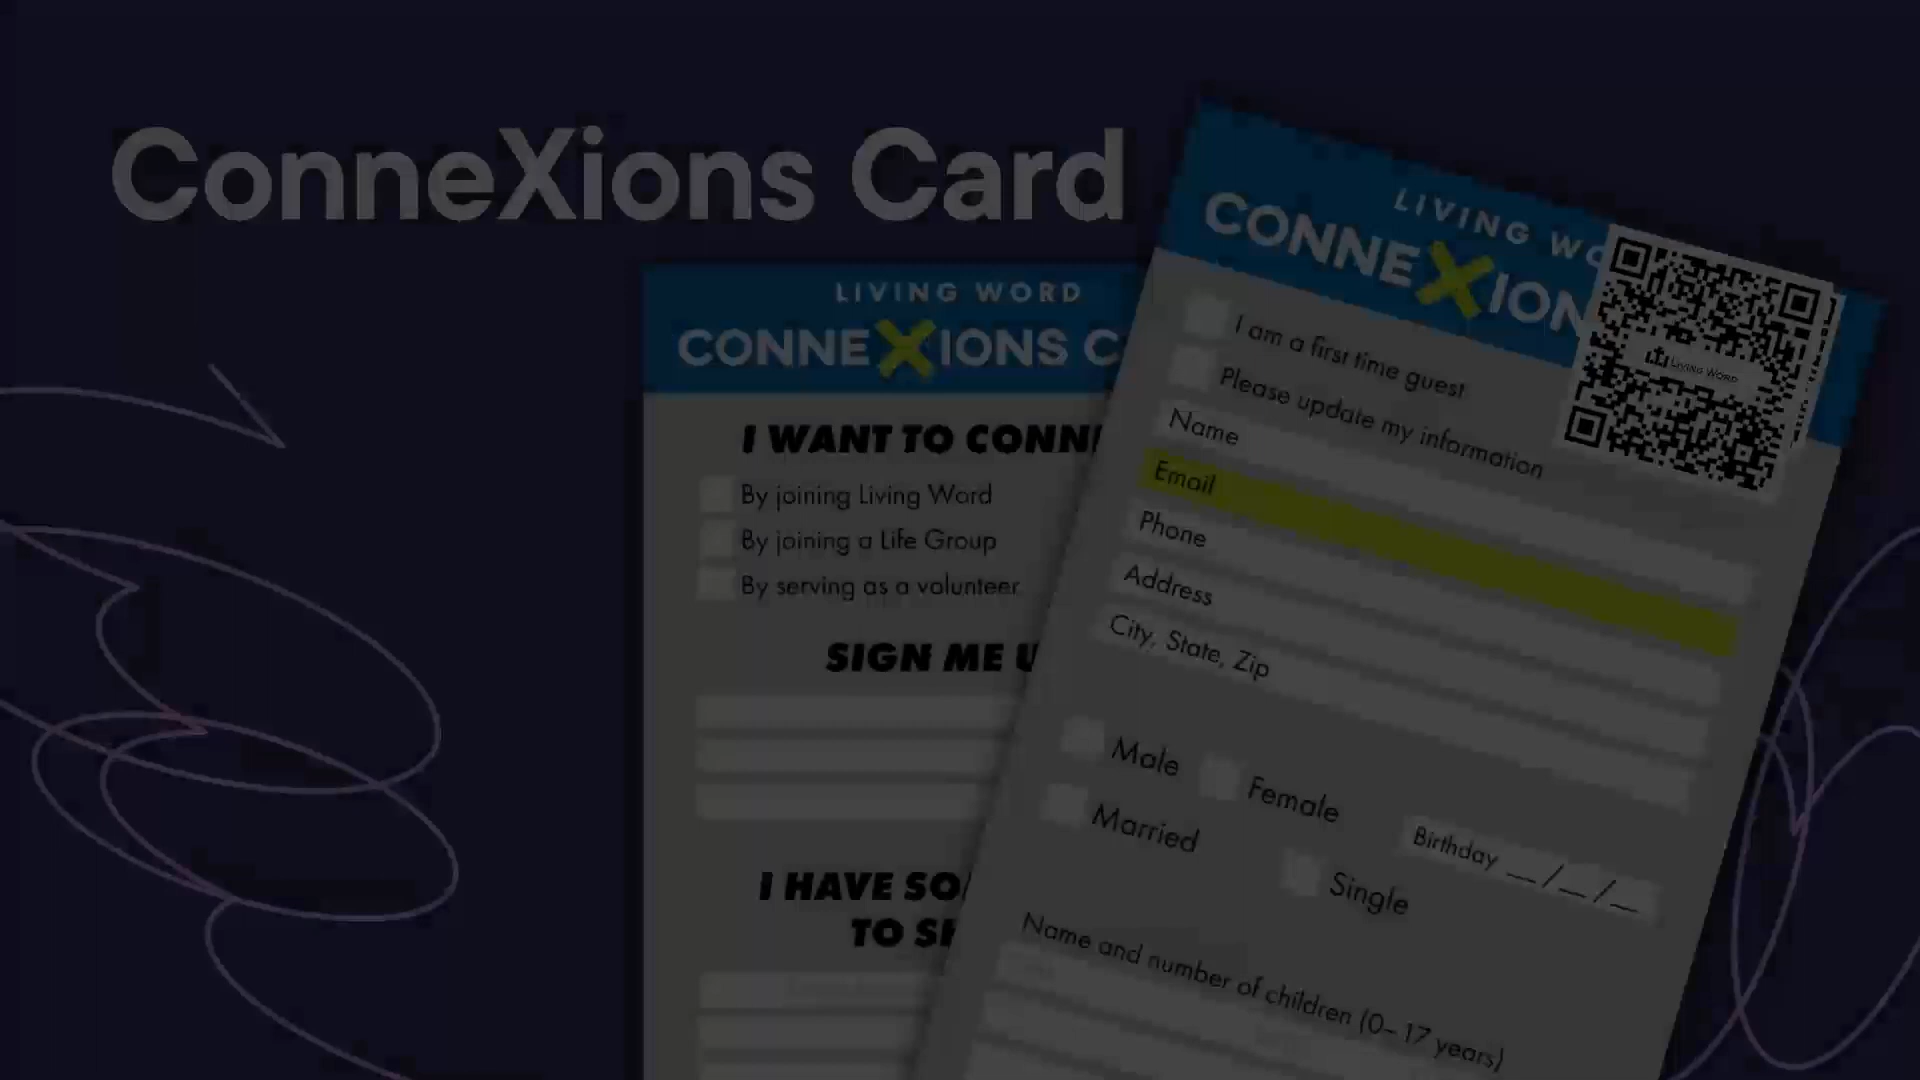 ConneXions Card
LIVING WORD
CONNEXIONS C
I WANT TO CONN
By joining Living Word
By joining a Life Group
By serving as a volunteer
SIGN ME U
I HAVE SO
TO SH
LIVING WO
CONNEXION
LIVING WORD
I am a first time guest
Please update my information
Name
Email
Phone
Address
City, State, Zip
Male
Female
Married
Single
Birthday __/__/__
Name and number of children (0–17 years)